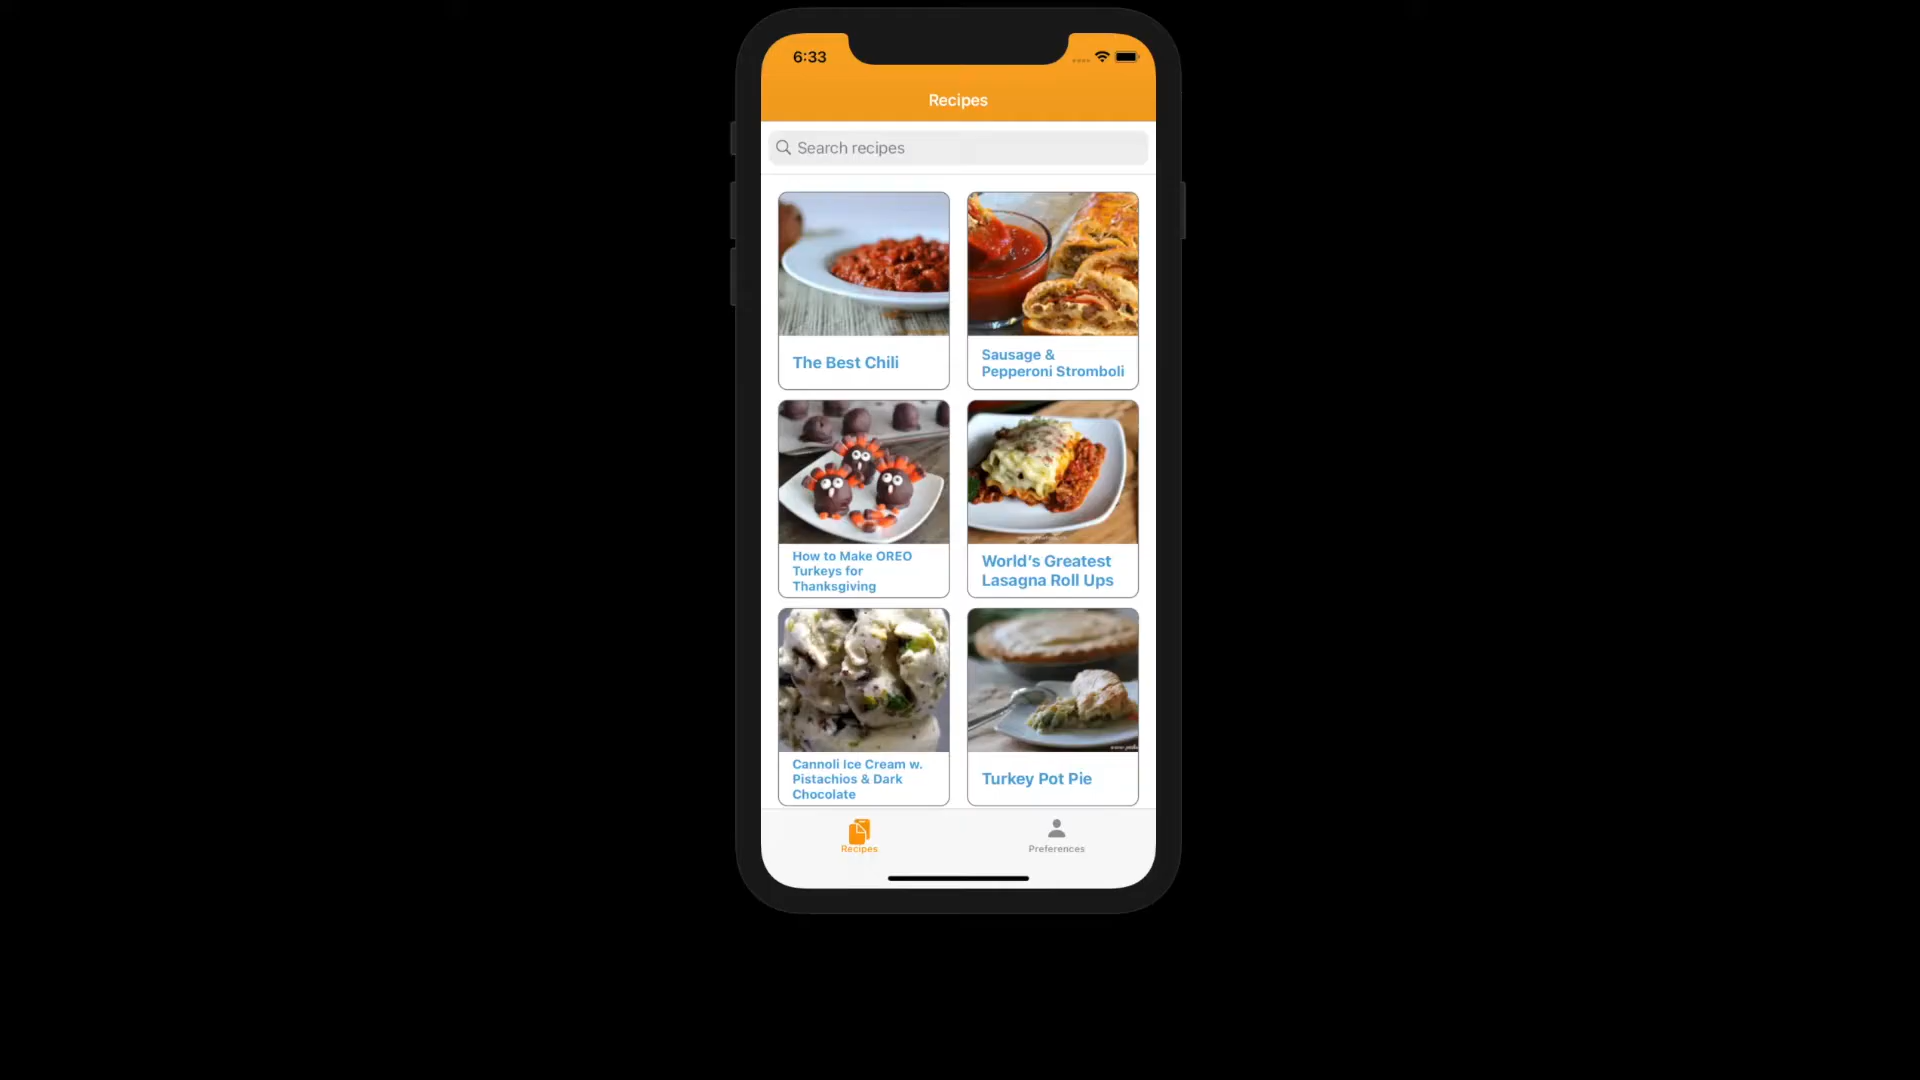 6:33
Recipes
Search recipes
The Best Chili
Sausage &
Pepperoni Stromboli
How to Make OREO
Turkeys for
Thanksgiving
World's Greatest
Lasagna Roll Ups
Cannoli Ice Cream w.
Pistachios & Dark
Chocolate
Turkey Pot Pie
Recipes
Preferences